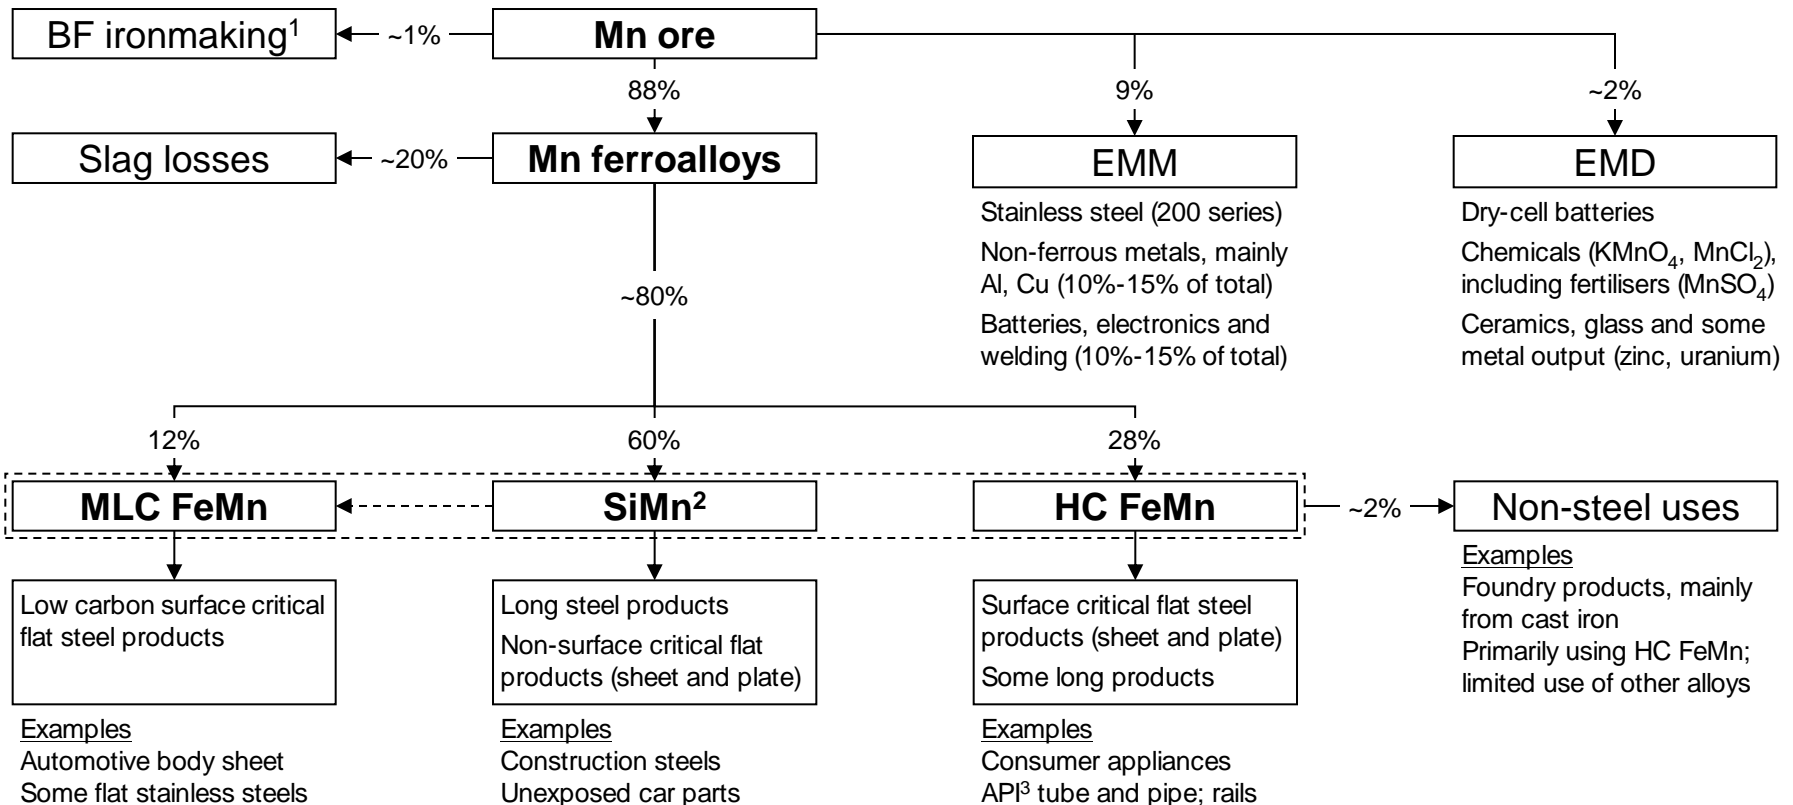 BF ironmaking¹
~1%
Mn ore
88%
9%
~2%
Slag losses
~20%
Mn ferroalloys
EMM
EMD
Stainless steel (200 series)
Non-ferrous metals, mainly
Al, Cu (10%-15% of total)
Batteries, electronics and
welding (10%-15% of total)
Dry-cell batteries
Chemicals (KMnO₄, MnCl₂),
including fertilisers (MnSO₄)
Ceramics, glass and some
metal output (zinc, uranium)
~80%
12%
60%
28%
MLC FeMn
SiMn²
HC FeMn
~2%
Non-steel uses
Low carbon surface critical
flat steel products
Examples
Automotive body sheet
Some flat stainless steels
Long steel products
Non-surface critical flat
products (sheet and plate)
Examples
Construction steels
Unexposed car parts
Surface critical flat steel
products (sheet and plate)
Some long products
Examples
Consumer appliances
API³ tube and pipe; rails
Examples
Foundry products, mainly
from cast iron
Primarily using HC FeMn;
limited use of other alloys